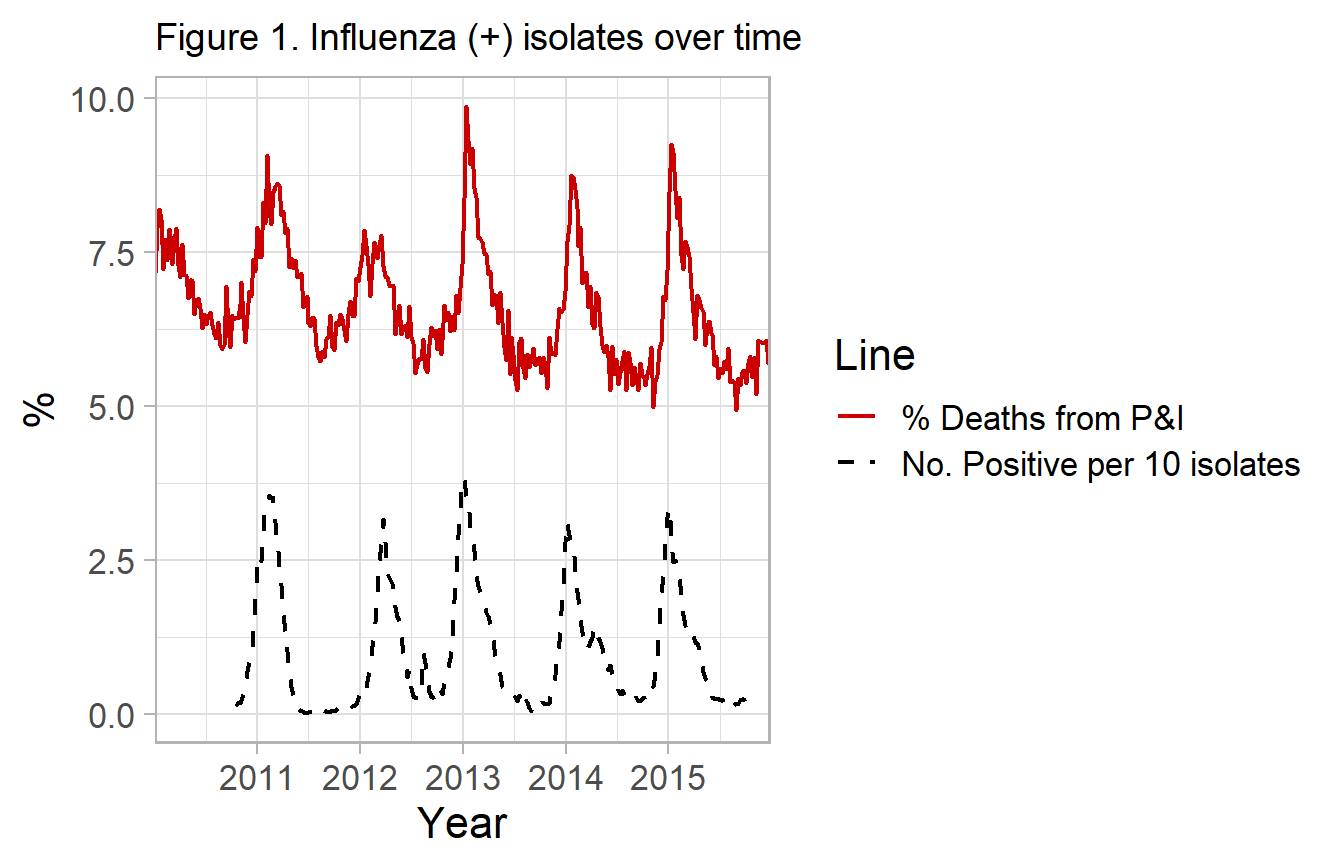 Figure 1. Influenza (+) isolates over time
10.0
7.5
5.0
2.5
0.0
%
2011 2012 2013 2014 2015
Year
Line
% Deaths from P&I
No. Positive per 10 isolates